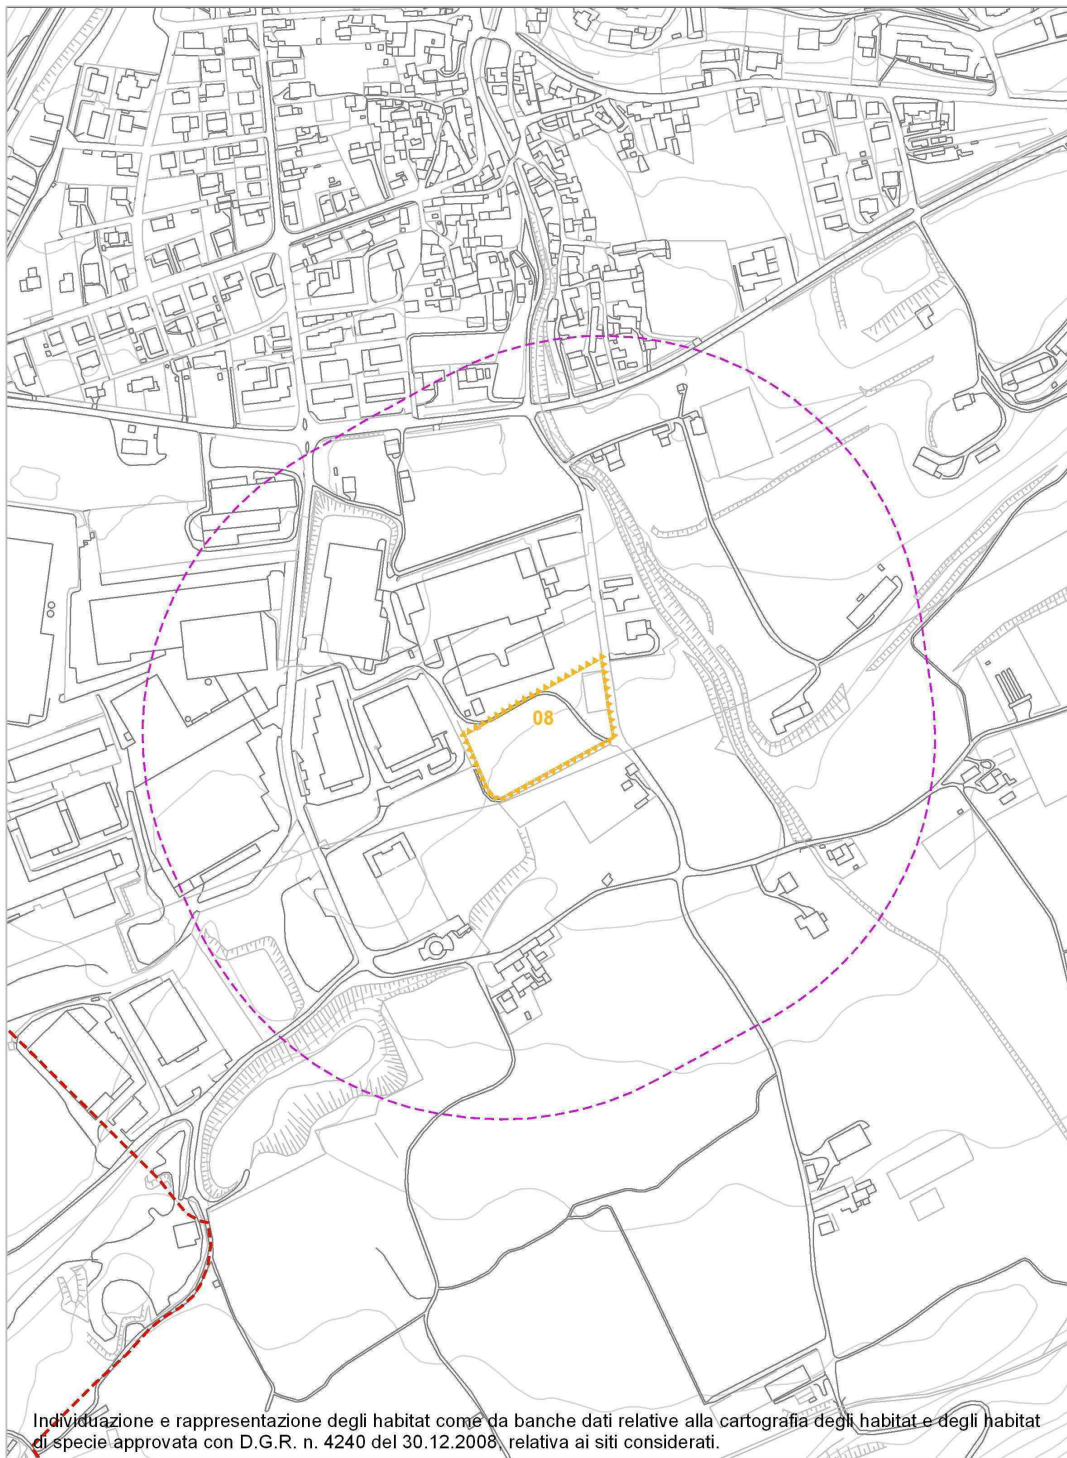 08
Individuazione e rappresentazione degli habitat come da banche dati relative alla cartografia degli habitat e degli habitat
di specie approvata con D.G.R. n. 4240 del 30.12.2008, relativa ai siti considerati.